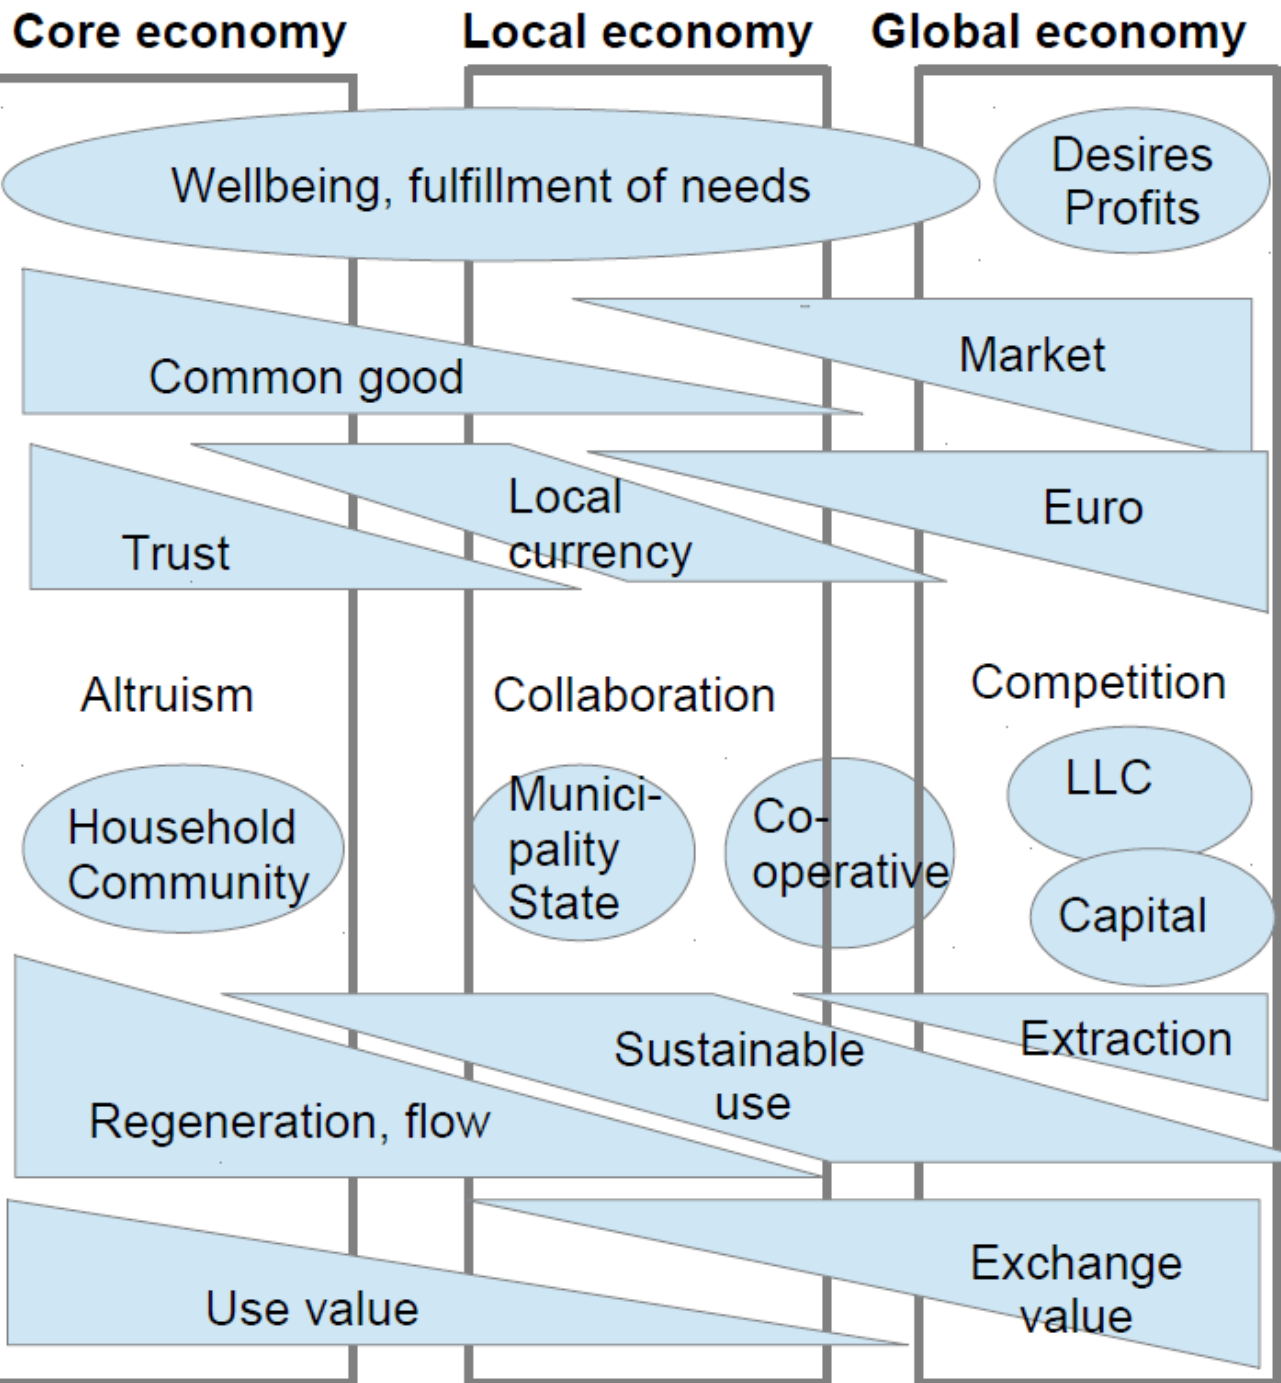 Core economy
Local economy
Global economy
Wellbeing, fulfillment of needs
Desires
Profits
Common good
Market
Trust
Local
currency
Euro
Altruism
Collaboration
Competition
Household
Community
Munici-
pality
State
Co-
operative
LLC
Capital
Regeneration, flow
Sustainable
use
Extraction
Use value
Exchange
value